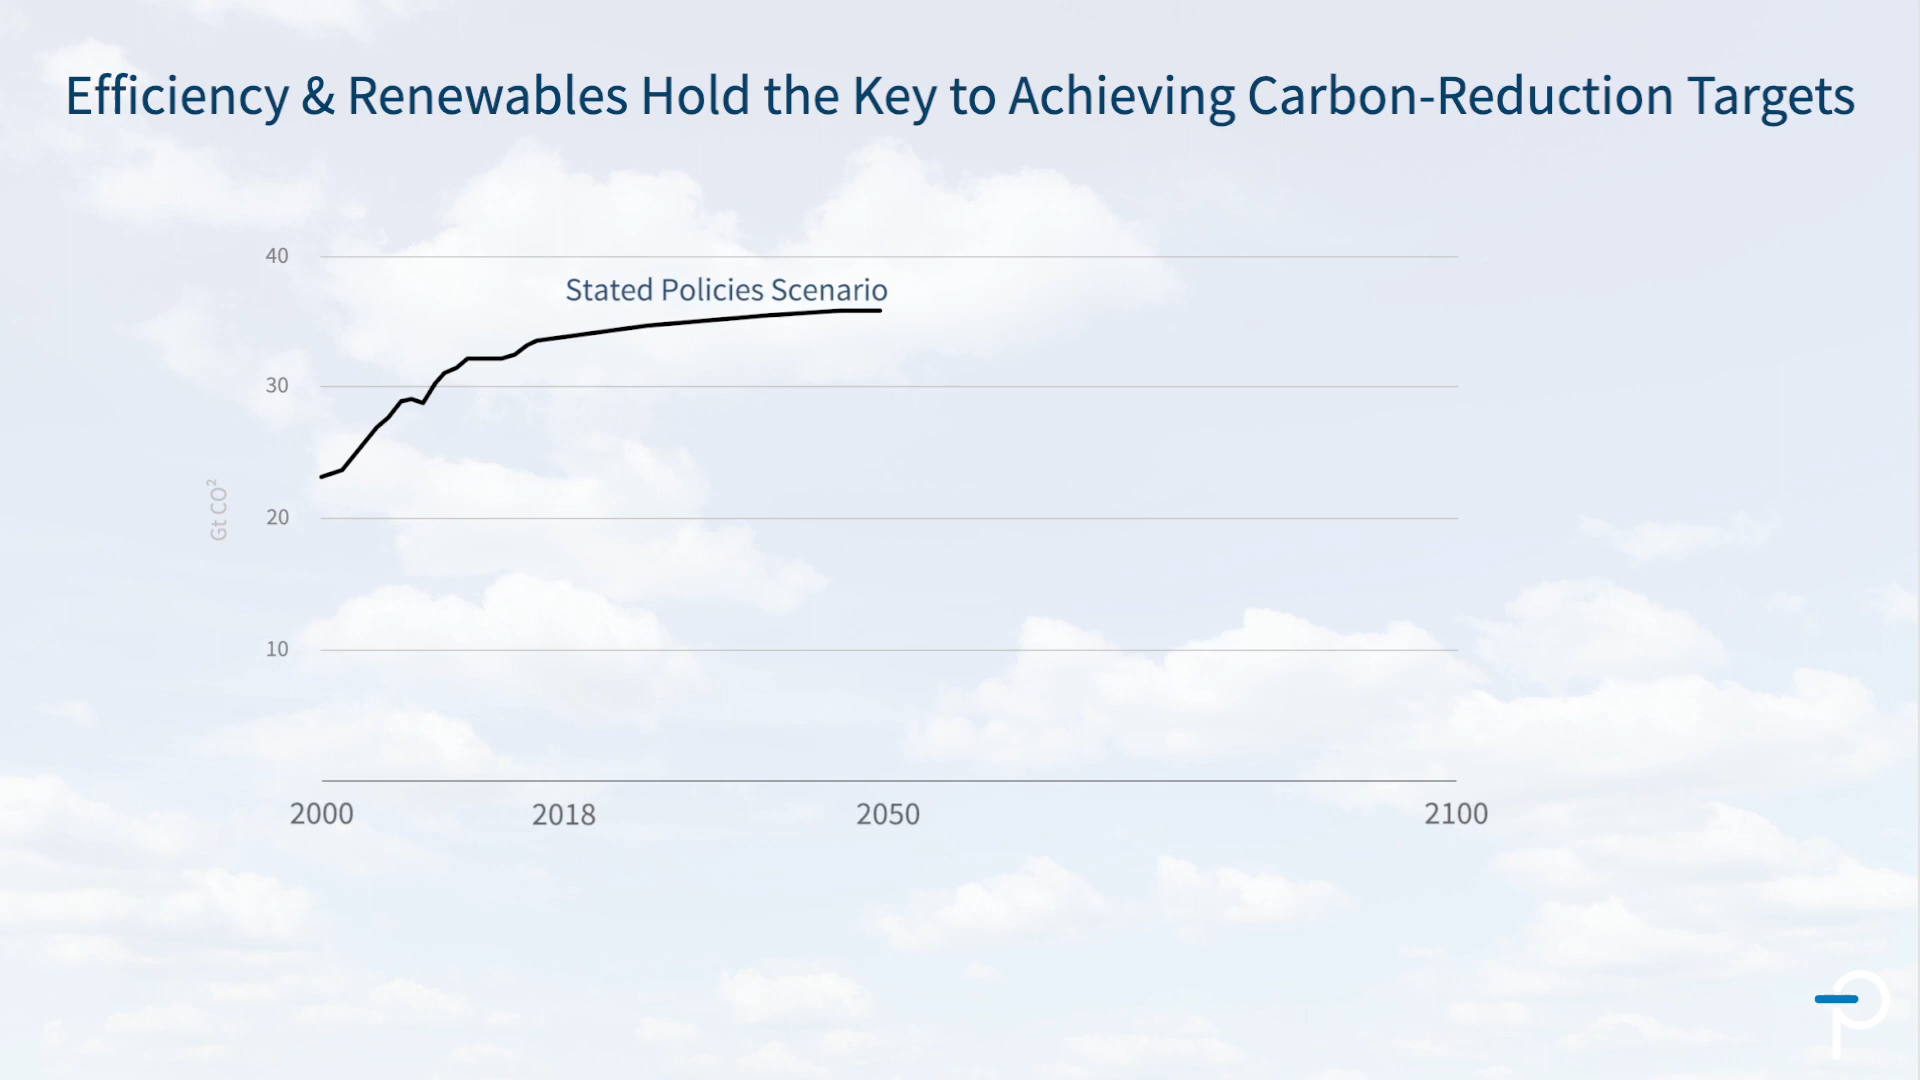 Efficiency & Renewables Hold the Key to Achieving Carbon-Reduction Targets
40
Stated Policies Scenario
30
Gt CO²
20
10
2000 2018 2050 2100